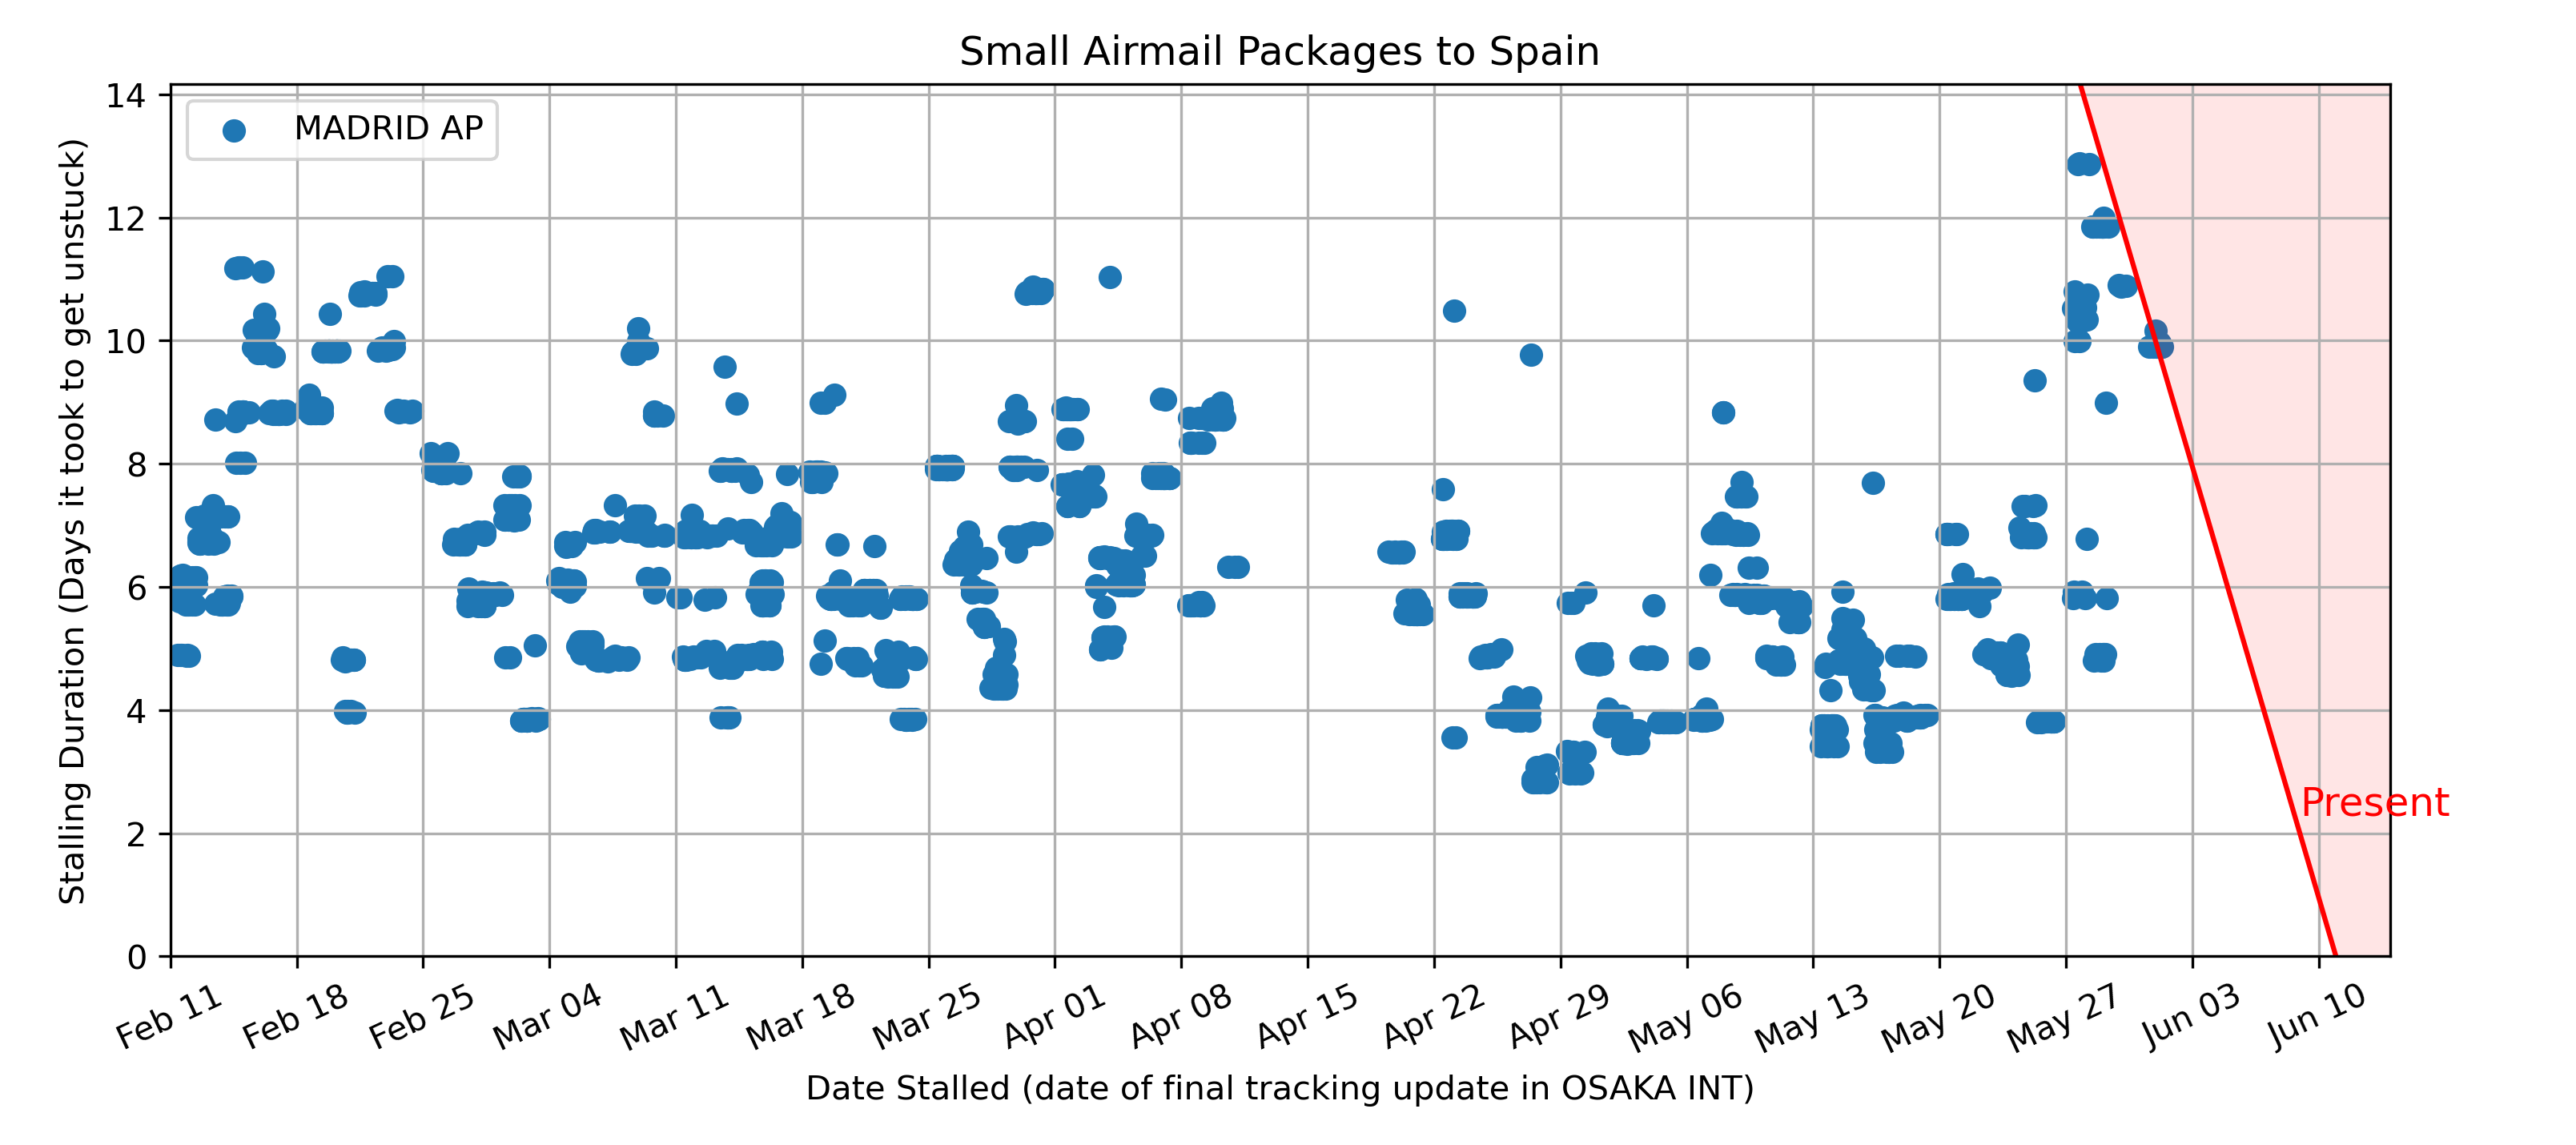 Small Airmail Packages to Spain
MADRID AP
Stalling Duration (Days it took to get unstuck)
14
12
10
8
6
4
2
0
Present
Feb 11 Feb 18 Feb 25 Mar 04 Mar 11 Mar 18 Mar 25 Apr 01 Apr 08 Apr 15 Apr 22 Apr 29 May 06 May 13 May 20 May 27 Jun 03 Jun 10
Date Stalled (date of final tracking update in OSAKA INT)